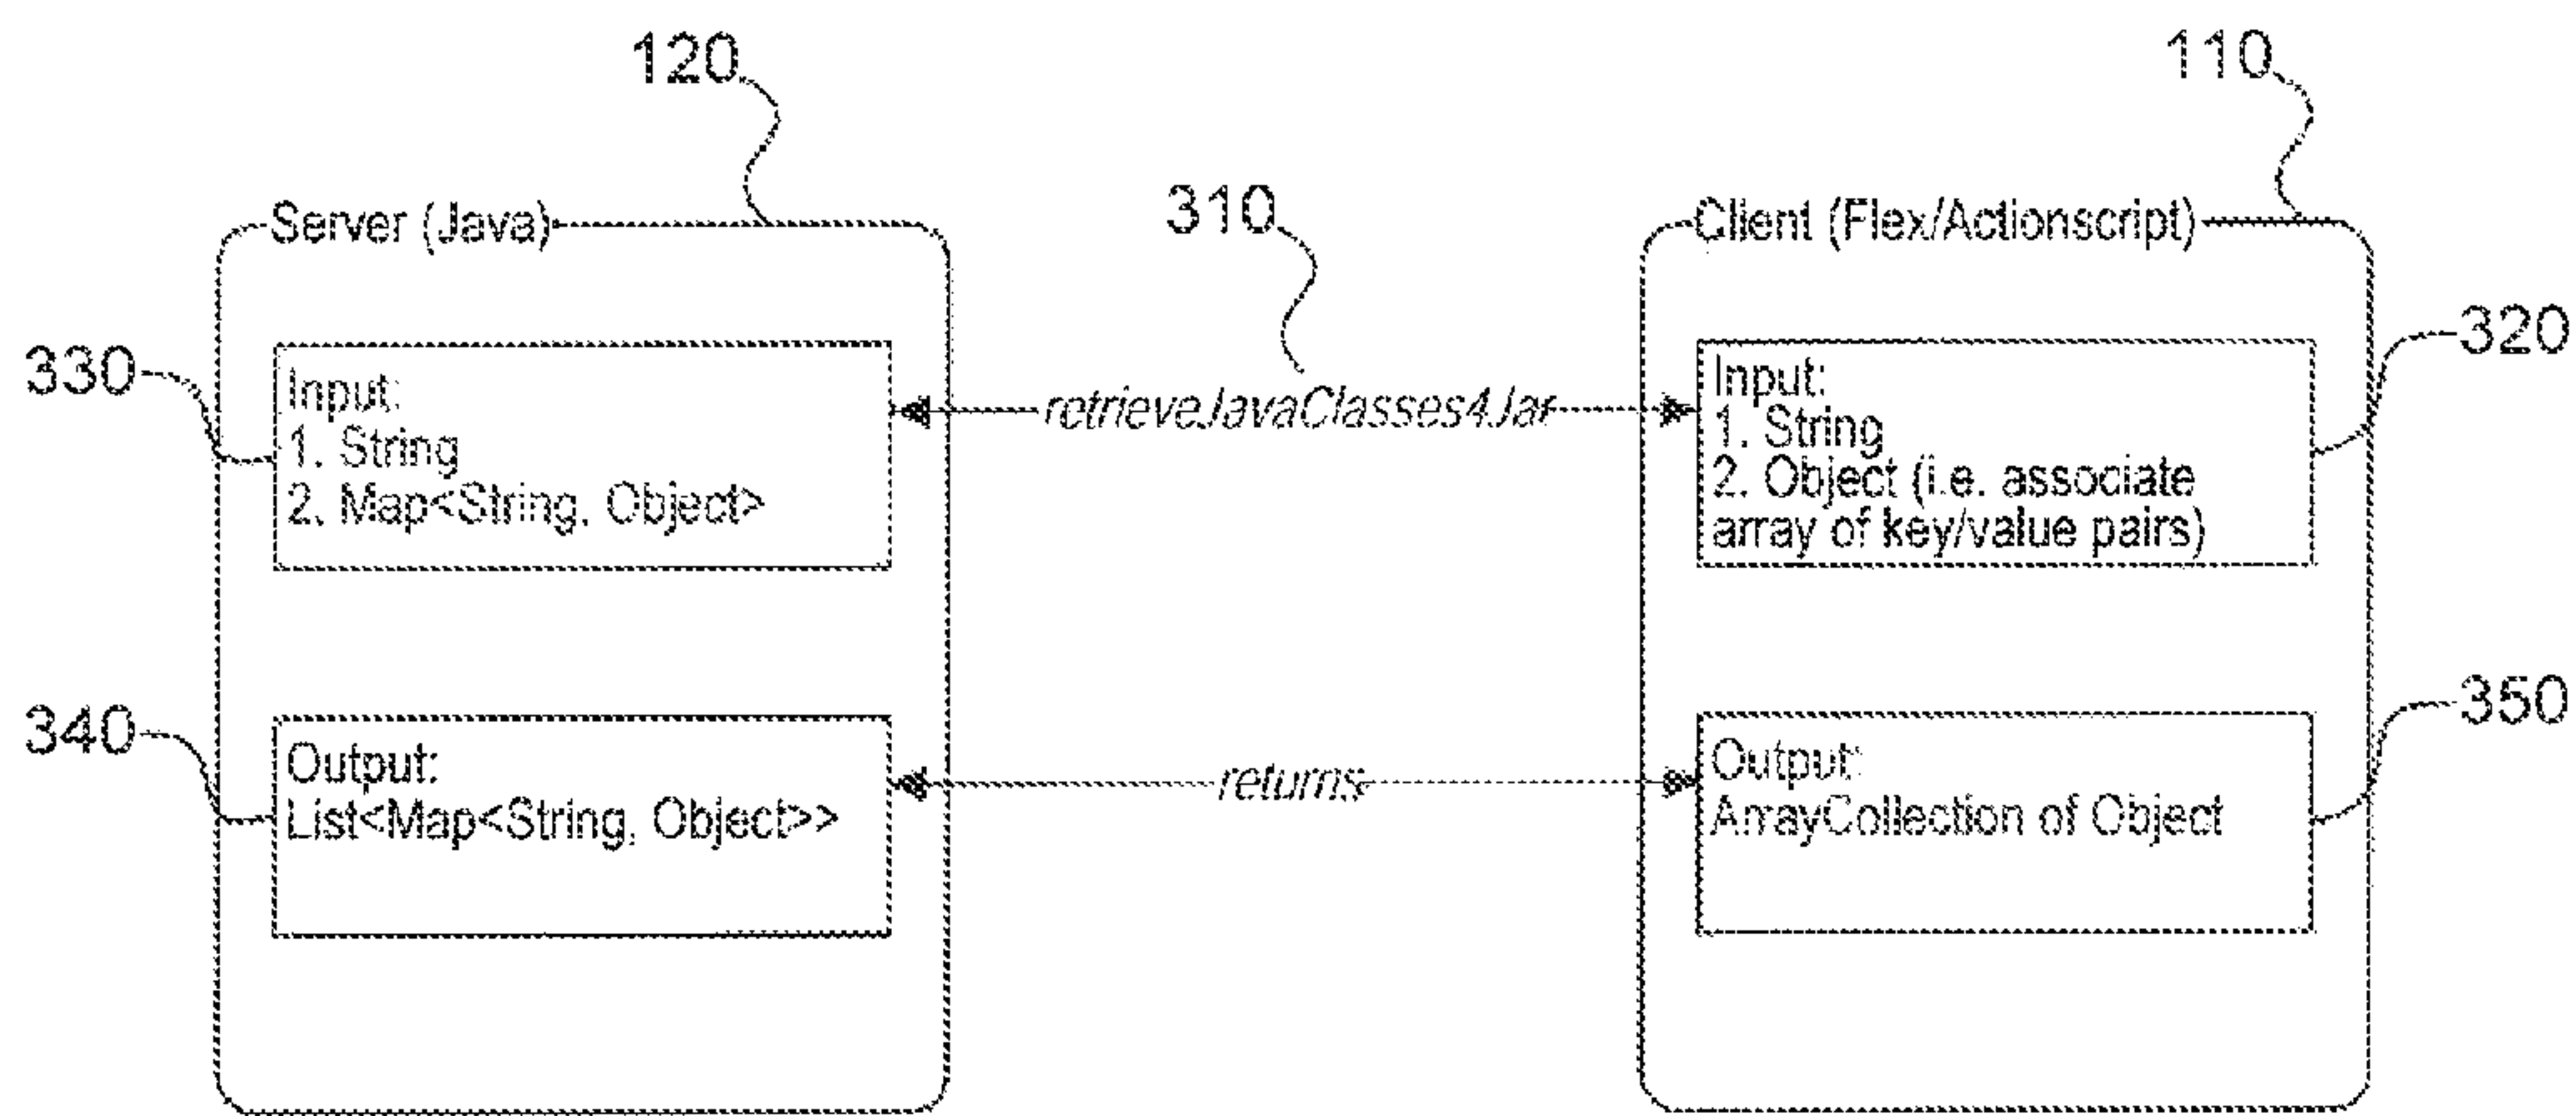 120
110
310
Server (Java)
Client (Flex/Actionscript)
330
Input:
1. String
2. Map<String, Object>
retrieveJavaClasses4Jar
Input:
1. String
2. Object (i.e. associate
array of key/value pairs)
320
340
Output:
List<Map<String, Object>>
returns
Output:
ArrayCollection of Object
350